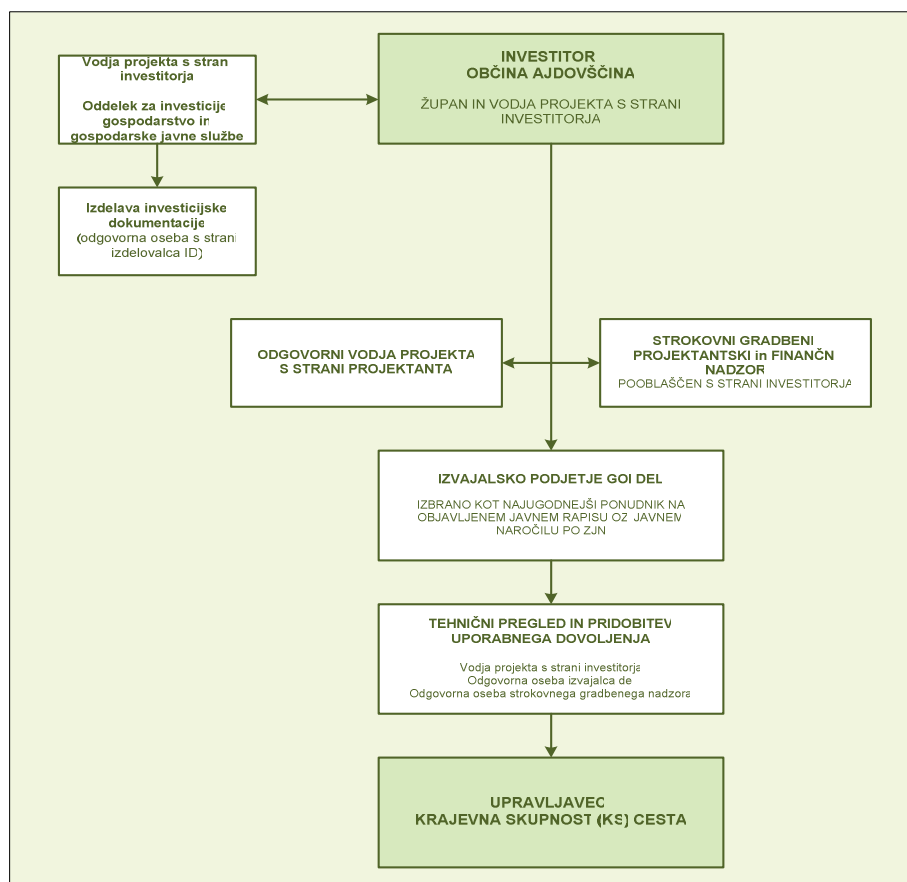 INVESTITOR
OBČINA AJDOVŠČINA
ŽUPAN IN VODJA PROJEKTA S STRANI
INVESTITORJA
Vodja projekta s stran
investitorja
Oddelek za investicije
gospodarstvo in
gospodarske javne službe
Izdelava investicijske
dokumentacije
(odgovorna oseba s strani
izdelovalca ID)
ODGOVORNI VODJA PROJEKTA
S STRANI PROJEKTANTA
STROKOVNI GRADBENI
PROJEKTANTSKI in FINANČN
NADZOR
POOBLAŠČEN S STRANI INVESTITORJA
IZVAJALSKO PODJETJE GOI DEL
IZBRANO KOT NAJUGODNEJŠI PONUDNIK NA
OBJAVLJENEM JAVNEM RAPISU OZ JAVNEM
NAROČILU PO ZJN
TEHNIČNI PREGLED IN PRIDOBITEV
UPORABNEGA DOVOLJENJA
Vodja projekta s strani investitorja
Odgovorna oseba izvajalca de
Odgovorna oseba strokovnega gradbenega nadzora
UPRAVLJAVEC
KRAJEVNA SKUPNOST (KS) CESTA